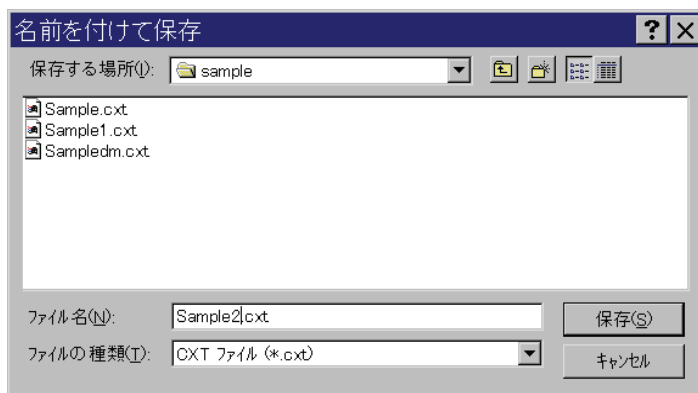 名前を付けて保存
保存する場所(I): sample
Sample.cxt
Sample1.cxt
Sampledm.cxt
ファイル名(N): Sample2.cxt 保存(S)
ファイルの種類(T): CXT ファイル (*.cxt) キャンセル